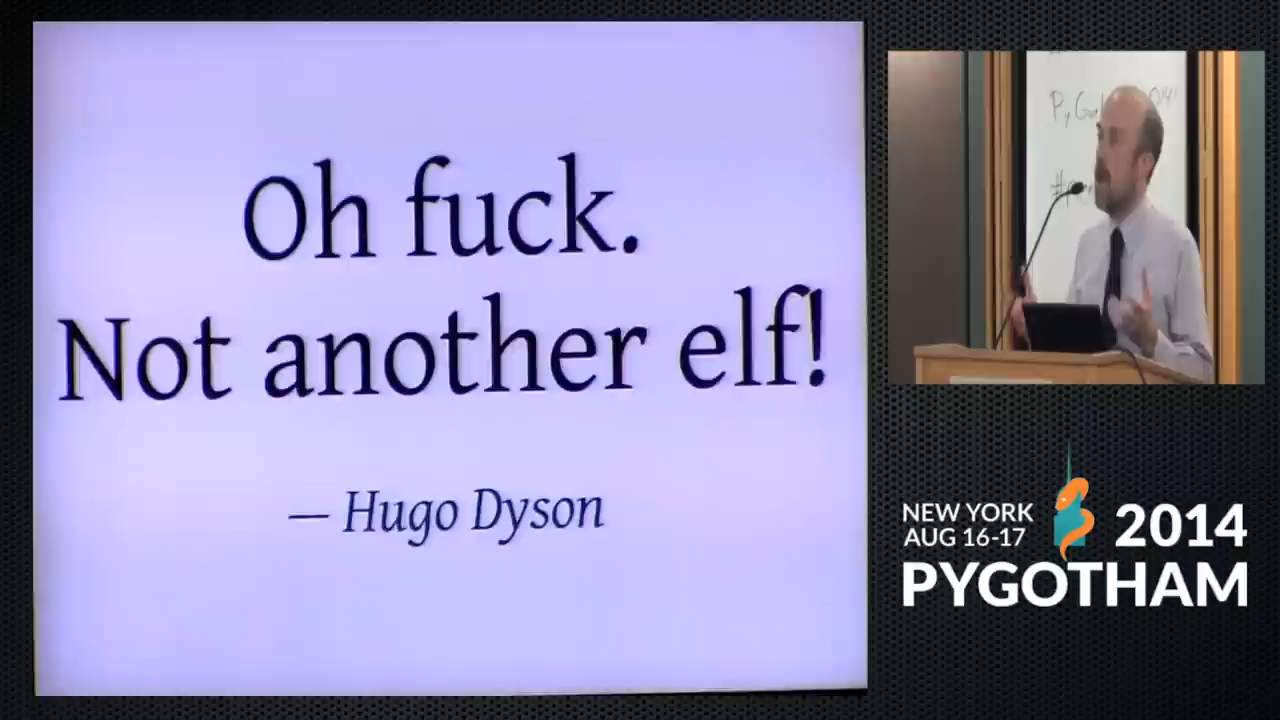 Oh fuck.
Not another elf!
— Hugo Dyson
NEW YORK
AUG 16-17
2014
PYGOTHAM